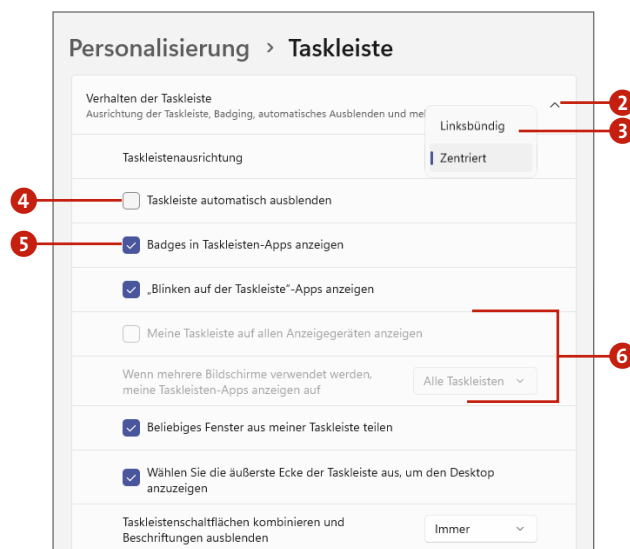 Personalisierung > Taskleiste
Verhalten der Taskleiste
Ausrichtung der Taskleiste, Badging, automatisches Ausblenden und me
2
Linksbündig
3
Taskleistenausrichtung
Zentriert
4
Taskleiste automatisch ausblenden
5
Badges in Taskleisten-Apps anzeigen
„Blinken auf der Taskleiste“-Apps anzeigen
Meine Taskleiste auf allen Anzeigegeräten anzeigen
6
Wenn mehrere Bildschirme verwendet werden,
meine Taskleisten-Apps anzeigen auf
Alle Taskleisten
Beliebiges Fenster aus meiner Taskleiste teilen
Wählen Sie die äußerste Ecke der Taskleiste aus, um den Desktop
anzuzeigen
Taskleistenschaltflächen kombinieren und
Beschriftungen ausblenden
Immer